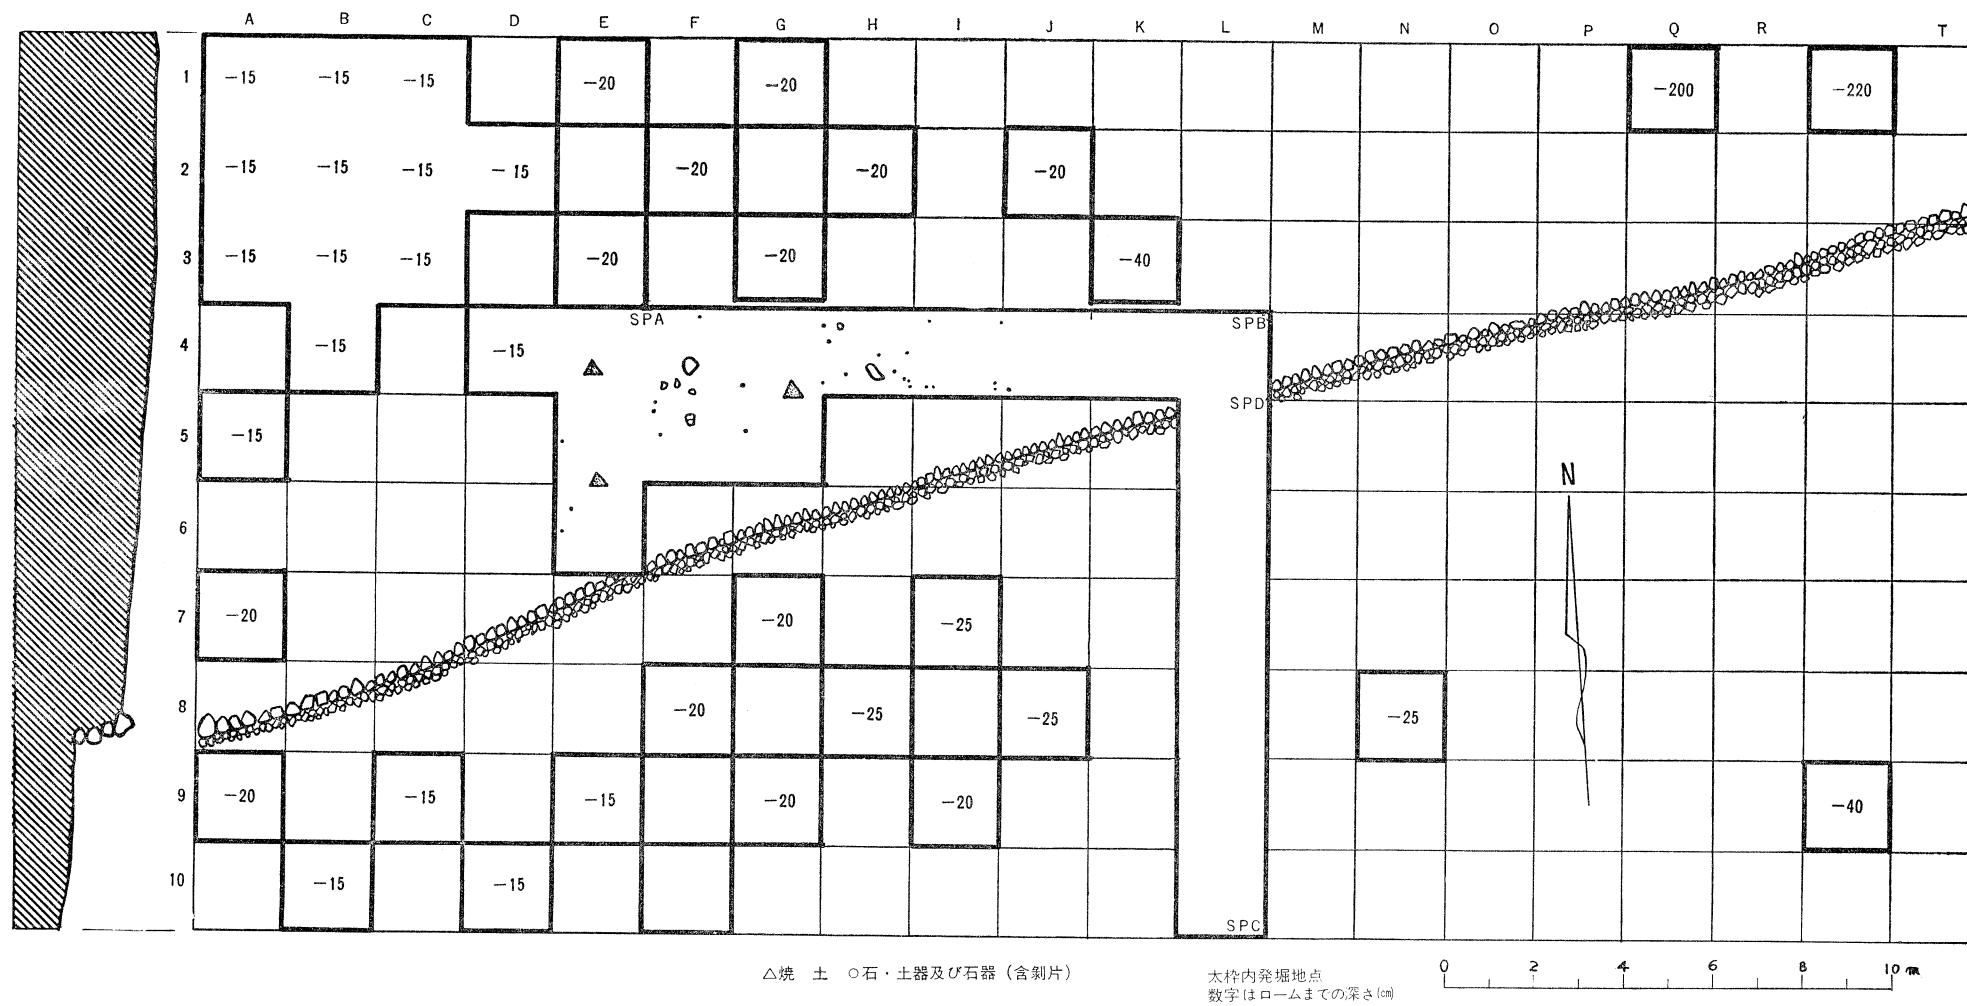 A B C D E F G H I J K L M N O P Q R T
1 −15 −15 −15 −20 −20 −200 −220
2 −15 −15 −15 −15 −20 −20 −20
3 −15 −15 −15 −20 −20 −40
SPA SPB
4 −15 −15
SPD
5 −15
N
6
7 −20 −20 −25
8 −20 −25 −25 −25
9 −20 −15 −15 −20 −20 −40
10 −15 −15
SPC
△焼 土 ○石・土器及び石器 (含剝片)
太枠内発掘地点
数字はロームまでの深さ(cm)
0 2 4 6 8 10 m